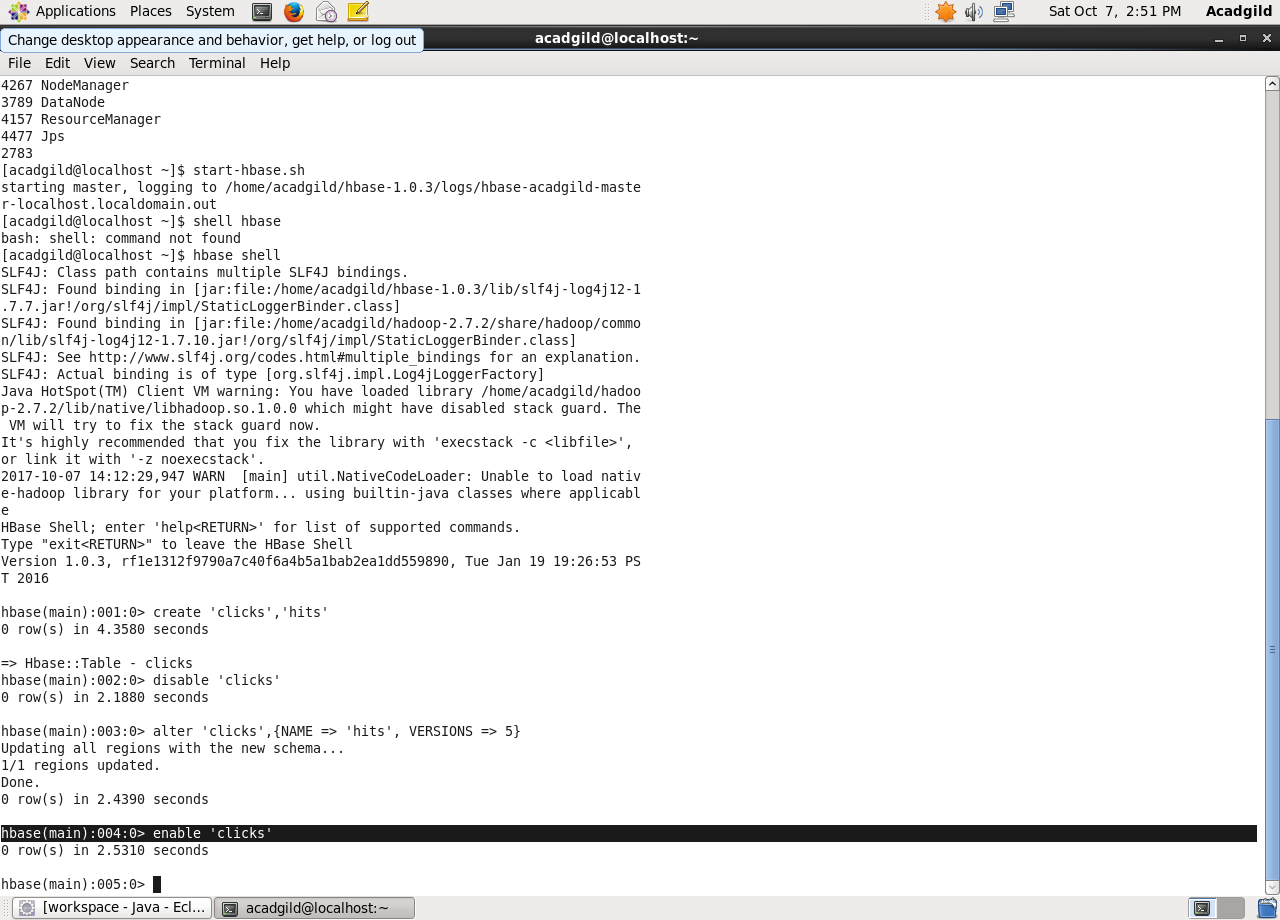 Applications Places System Sat Oct 7, 2:51 PM Acadgild
Change desktop appearance and behavior, get help, or log out
acadgild@localhost:~
File Edit View Search Terminal Help
4267 NodeManager
3789 DataNode
4157 ResourceManager
4477 Jps
2783
[acadgild@localhost ~]$ start-hbase.sh
starting master, logging to /home/acadgild/hbase-1.0.3/logs/hbase-acadgild-maste
r-localhost.localdomain.out
[acadgild@localhost ~]$ shell hbase
bash: shell: command not found
[acadgild@localhost ~]$ hbase shell
SLF4J: Class path contains multiple SLF4J bindings.
SLF4J: Found binding in [jar:file:/home/acadgild/hbase-1.0.3/lib/slf4j-log4j12-1
.7.7.jar!/org/slf4j/impl/StaticLoggerBinder.class]
SLF4J: Found binding in [jar:file:/home/acadgild/hadoop-2.7.2/share/hadoop/commo
n/lib/slf4j-log4j12-1.7.10.jar!/org/slf4j/impl/StaticLoggerBinder.class]
SLF4J: See http://www.slf4j.org/codes.html#multiple_bindings for an explanation.
SLF4J: Actual binding is of type [org.slf4j.impl.Log4jLoggerFactory]
Java HotSpot(TM) Client VM warning: You have loaded library /home/acadgild/hadoo
p-2.7.2/lib/native/libhadoop.so.1.0.0 which might have disabled stack guard. The
 VM will try to fix the stack guard now.
It's highly recommended that you fix the library with 'execstack -c <libfile>',
or link it with '-z noexecstack'.
2017-10-07 14:12:29,947 WARN  [main] util.NativeCodeLoader: Unable to load nativ
e-hadoop library for your platform... using builtin-java classes where applicabl
e
HBase Shell; enter 'help<RETURN>' for list of supported commands.
Type "exit<RETURN>" to leave the HBase Shell
Version 1.0.3, rf1e1312f9790a7c40f6a4b5a1bab2ea1dd559890, Tue Jan 19 19:26:53 PS
T 2016
hbase(main):001:0> create 'clicks','hits'
0 row(s) in 4.3580 seconds
=> Hbase::Table - clicks
hbase(main):002:0> disable 'clicks'
0 row(s) in 2.1880 seconds
hbase(main):003:0> alter 'clicks',{NAME => 'hits', VERSIONS => 5}
Updating all regions with the new schema...
1/1 regions updated.
Done.
0 row(s) in 2.4390 seconds
hbase(main):004:0> enable 'clicks'
0 row(s) in 2.5310 seconds
hbase(main):005:0>
[workspace - Java - Ecl... acadgild@localhost:~